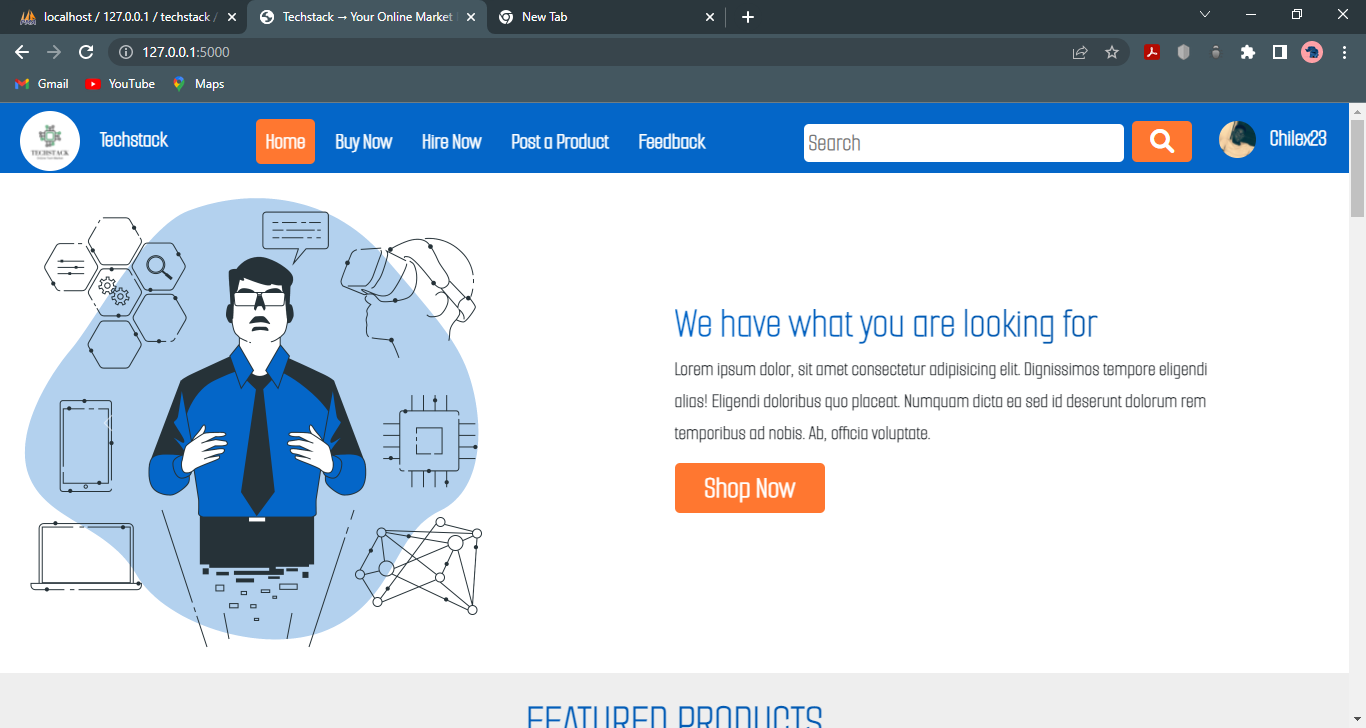 localhost / 127.0.0.1 / techstack /
Techstack → Your Online Market
New Tab
127.0.0.1:5000
Gmail
YouTube
Maps
TECHSTACK
Techstack
Home
Buy Now
Hire Now
Post a Product
Feedback
Search
Chilex23
We have what you are looking for
Lorem ipsum dolor, sit amet consectetur adipisicing elit. Dignissimos tempore eligendi
alias! Eligendi doloribus quo placeat. Numquam dicta ea sed id deserunt dolorum rem
temporibus ad nobis. Ab, officia voluptate.
Shop Now
FEATURED PRODUCTS